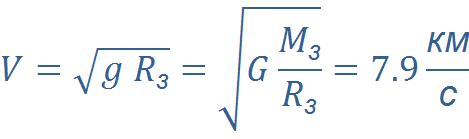 V = √(g R₃) = √(G M₃/R₃) = 7.9 км/с